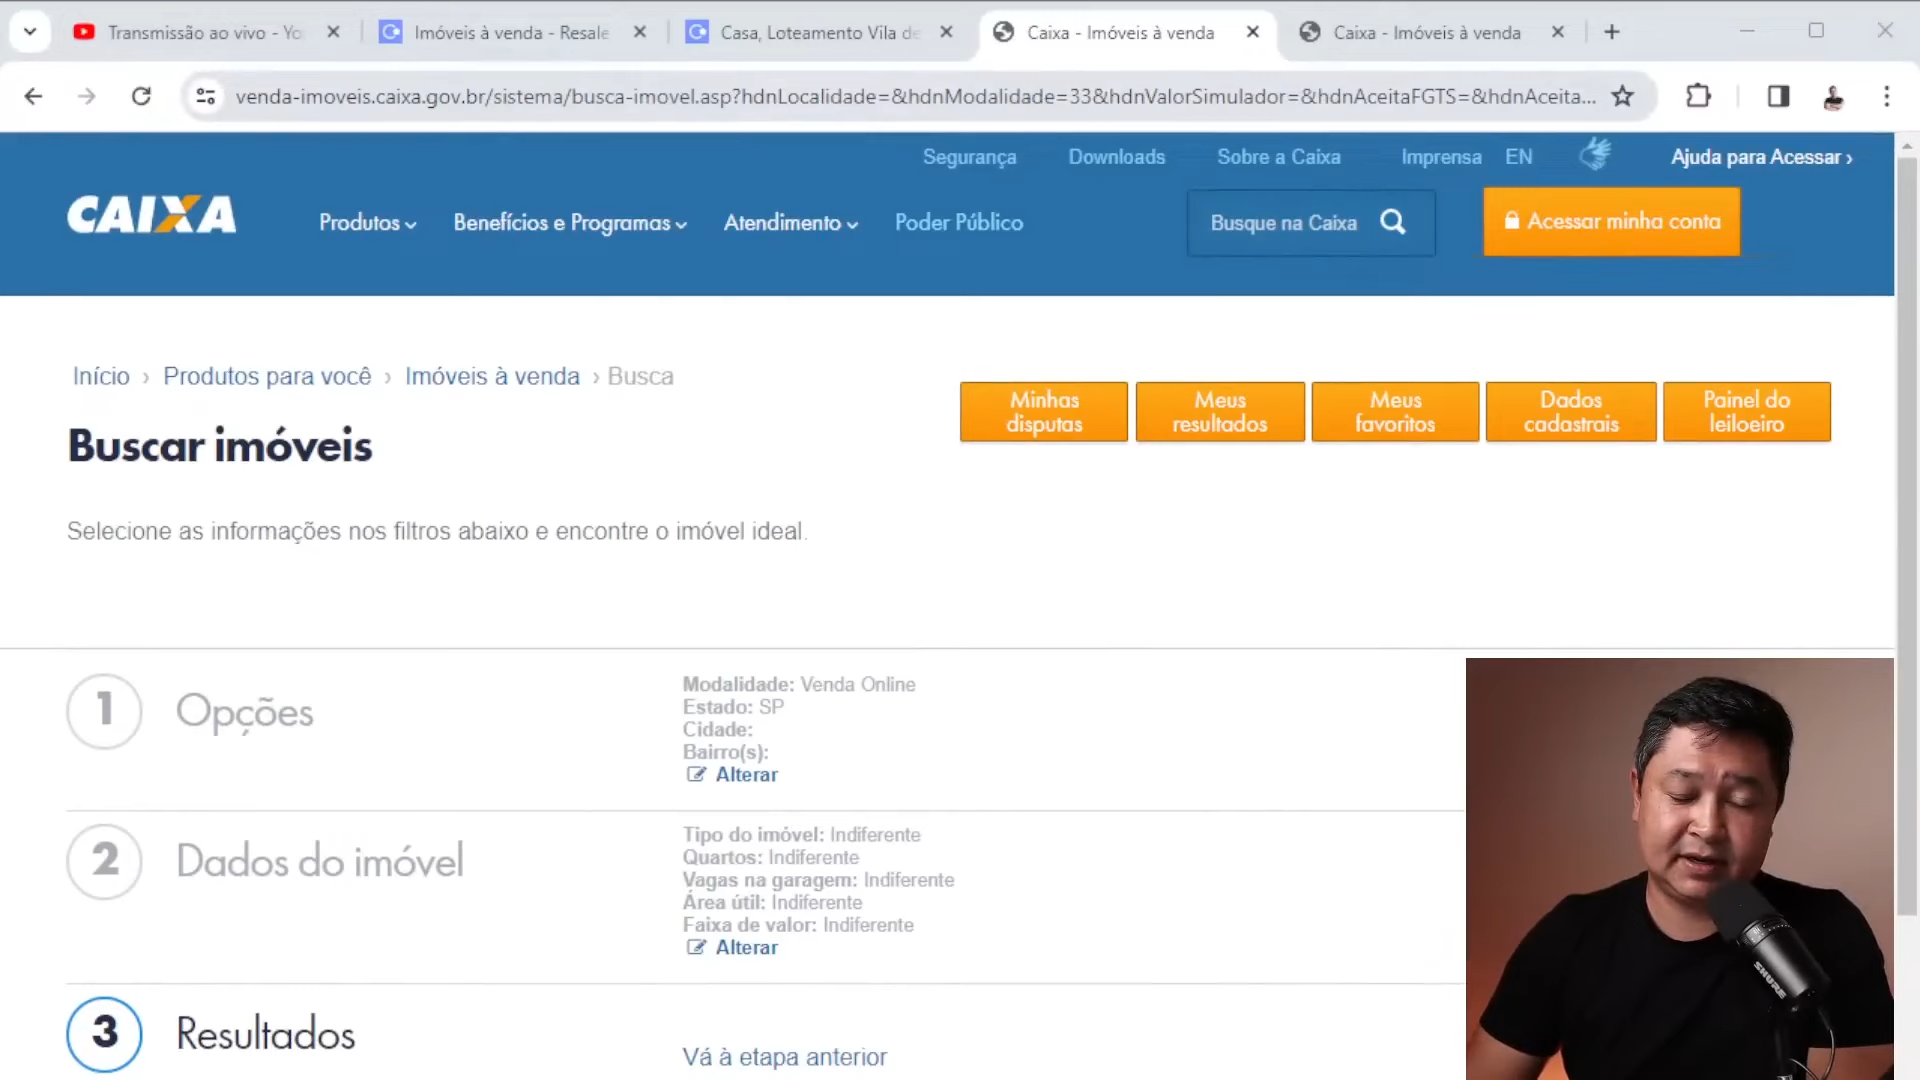 Transmissão ao vivo - Yo
Imóveis à venda - Resale
Casa, Loteamento Vila de
Caixa - Imóveis à venda
Caixa - Imóveis à venda
venda-imoveis.caixa.gov.br/sistema/busca-imovel.asp?hdnLocalidade=&hdnModalidade=33&hdnValorSimulador=&hdnAceitaFGTS=&hdnAceita...
Segurança
Downloads
Sobre a Caixa
Imprensa
EN
Ajuda para Acessar ›
CAIXA
Produtos
Benefícios e Programas
Atendimento
Poder Público
Busque na Caixa
Acessar minha conta
Início › Produtos para você › Imóveis à venda › Busca
Minhas
disputas
Meus
resultados
Meus
favoritos
Dados
cadastrais
Painel do
leiloeiro
Buscar imóveis
Selecione as informações nos filtros abaixo e encontre o imóvel ideal.
1 Opções
Modalidade: Venda Online
Estado: SP
Cidade:
Bairro(s):
Alterar
2 Dados do imóvel
Tipo do imóvel: Indiferente
Quartos: Indiferente
Vagas na garagem: Indiferente
Área útil: Indiferente
Faixa de valor: Indiferente
Alterar
3 Resultados
Vá à etapa anterior
SHURE